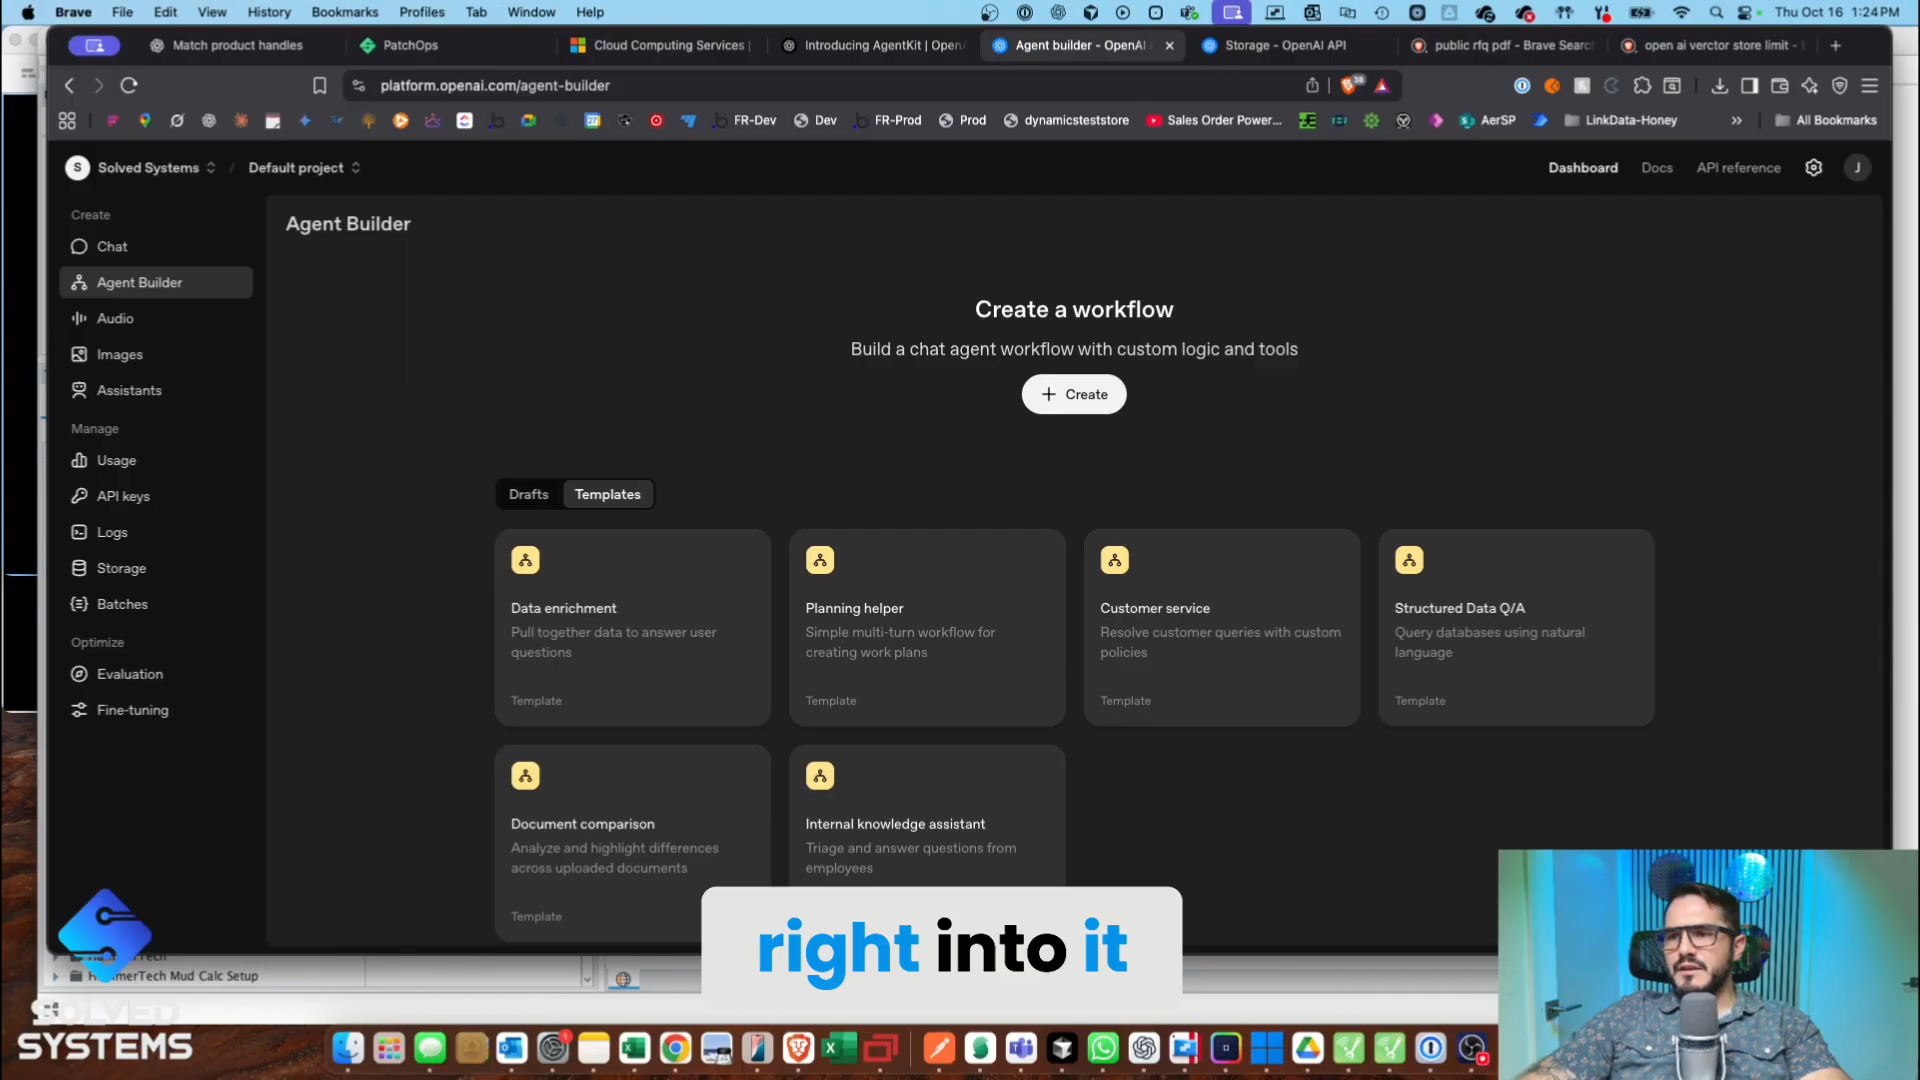 Brave File Edit View History Bookmarks Profiles Tab Window Help Thu Oct 16 1:24PM
Match product handles PatchOps Cloud Computing Services | Introducing AgentKit | OpenA Agent builder - OpenAI Storage - OpenAI API public rfq pdf - Brave Searc open ai verctor store limit -
platform.openai.com/agent-builder 38
FR-Dev Dev FR-Prod Prod dynamicsteststore Sales Order Power... AerSP LinkData-Honey » All Bookmarks
S Solved Systems / Default project Dashboard Docs API reference J
Create
Chat
Agent Builder
Audio
Images
Assistants
Manage
Usage
API keys
Logs
Storage
Batches
Optimize
Evaluation
Fine-tuning
Agent Builder
Create a workflow
Build a chat agent workflow with custom logic and tools
+ Create
Drafts Templates
Data enrichment
Pull together data to answer user
questions
Template
Planning helper
Simple multi-turn workflow for
creating work plans
Template
Customer service
Resolve customer queries with custom
policies
Template
Structured Data Q/A
Query databases using natural
language
Template
Document comparison
Analyze and highlight differences
across uploaded documents
Template
Internal knowledge assistant
Triage and answer questions from
employees
right into it
Mud Calc Setup
SOLVED
SYSTEMS